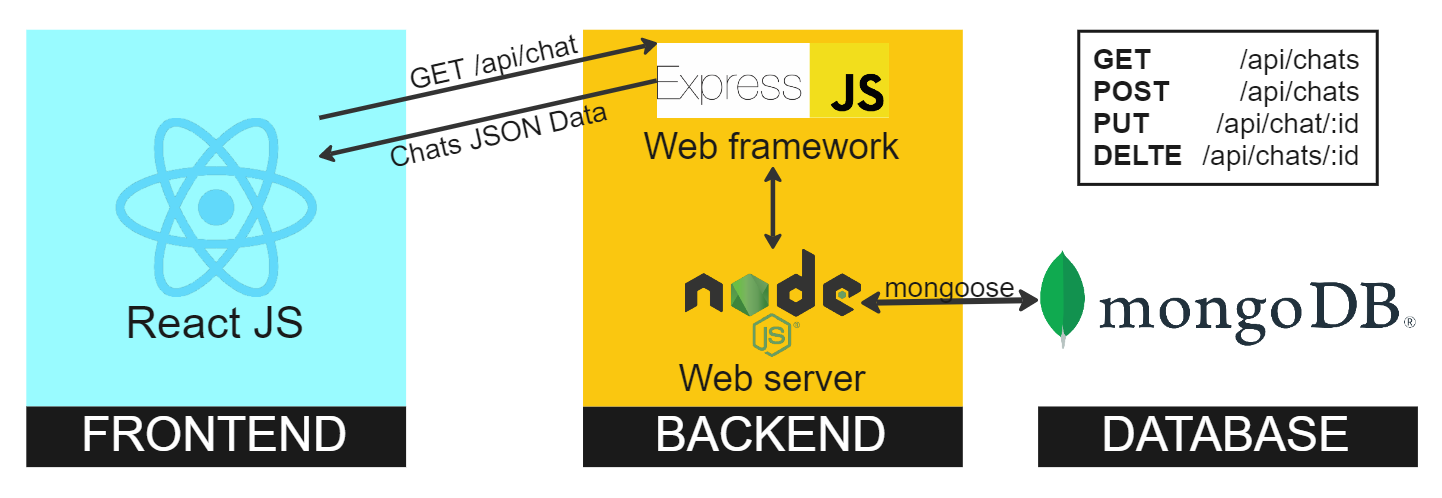 GET /api/chat
Chats JSON Data
React JS
FRONTEND
Express JS
Web framework
node
JS®
Web server
BACKEND
mongoose
GET /api/chats
POST /api/chats
PUT /api/chat/:id
DELTE /api/chats/:id
mongoDB®
DATABASE